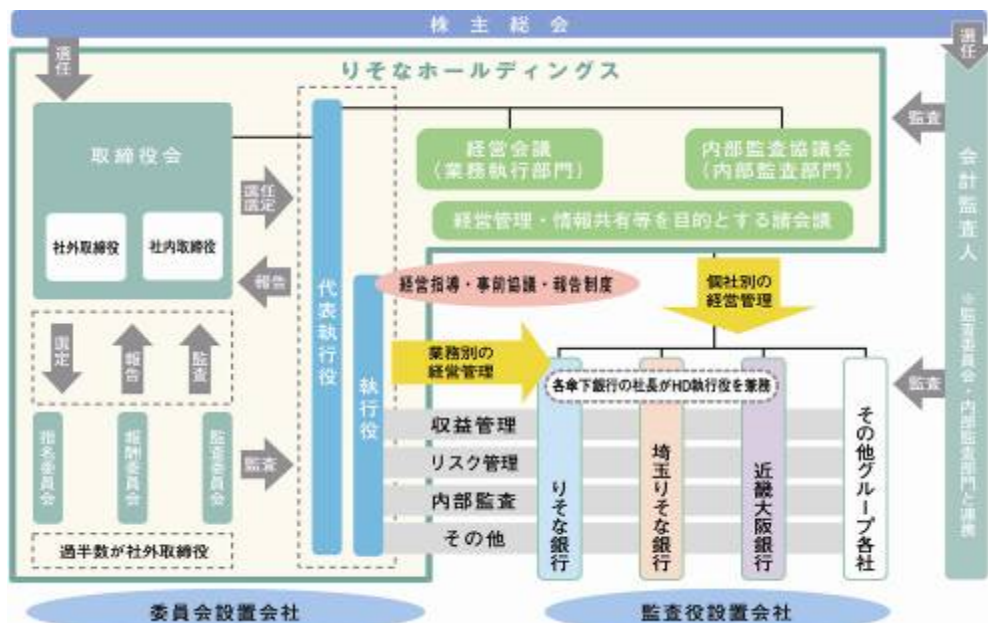 株主総会
選任
選任
りそなホールディングス
取締役会
経営会議
(業務執行部門)
内部監査協議会
(内部監査部門)
監査
会計監査人
選任
選定
社外取締役
社内取締役
経営管理・情報共有等を目的とする諸会議
報告
代表執行役
経営指導・事前協議・報告制度
個社別の
経営管理
※監査委員会・内部監査部門と連携
選定
報告
監査
執行役
業務別の
経営管理
各傘下銀行の社長がHD執行役を兼務
監査
指名委員会
報酬委員会
監査委員会
監査
収益管理
リスク管理
内部監査
その他
りそな銀行
埼玉りそな銀行
近畿大阪銀行
その他グループ各社
過半数が社外取締役
委員会設置会社
監査役設置会社